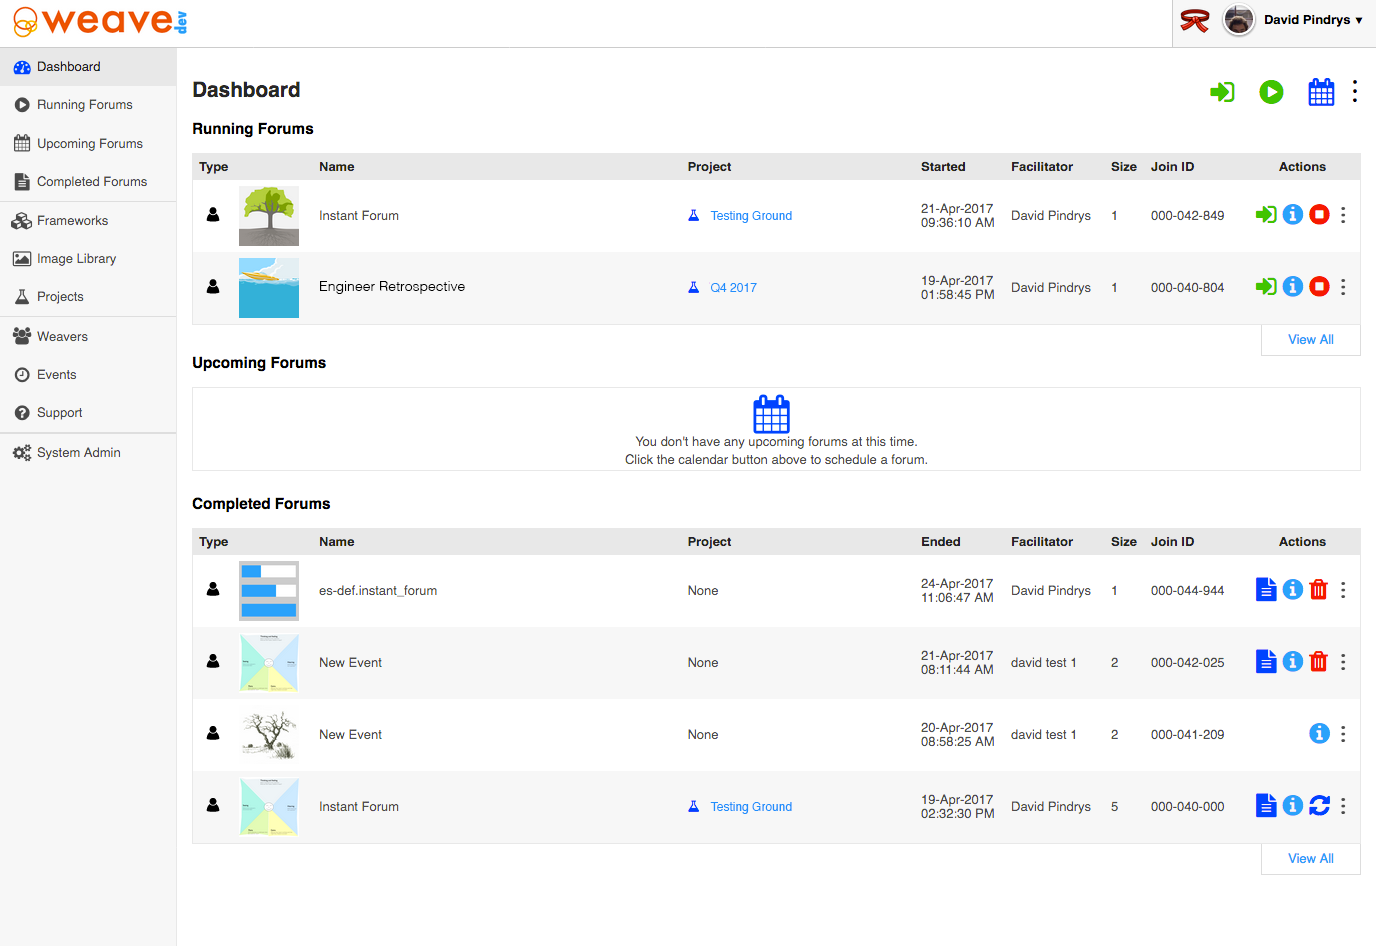 weave dev
David Pindrys ▼
Dashboard
Running Forums
Upcoming Forums
Completed Forums
Frameworks
Image Library
Projects
Weavers
Events
Support
System Admin
Dashboard
Running Forums
Type Name Project Started Facilitator Size Join ID Actions
Instant Forum Testing Ground 21-Apr-2017 09:36:10 AM David Pindrys 1 000-042-849
Engineer Retrospective Q4 2017 19-Apr-2017 01:58:45 PM David Pindrys 1 000-040-804
View All
Upcoming Forums
You don't have any upcoming forums at this time.
Click the calendar button above to schedule a forum.
Completed Forums
Type Name Project Ended Facilitator Size Join ID Actions
es-def.instant_forum None 24-Apr-2017 11:06:47 AM David Pindrys 1 000-044-944
New Event None 21-Apr-2017 08:11:44 AM david test 1 2 000-042-025
New Event None 20-Apr-2017 08:58:25 AM david test 1 2 000-041-209
Instant Forum Testing Ground 19-Apr-2017 02:32:30 PM David Pindrys 5 000-040-000
View All